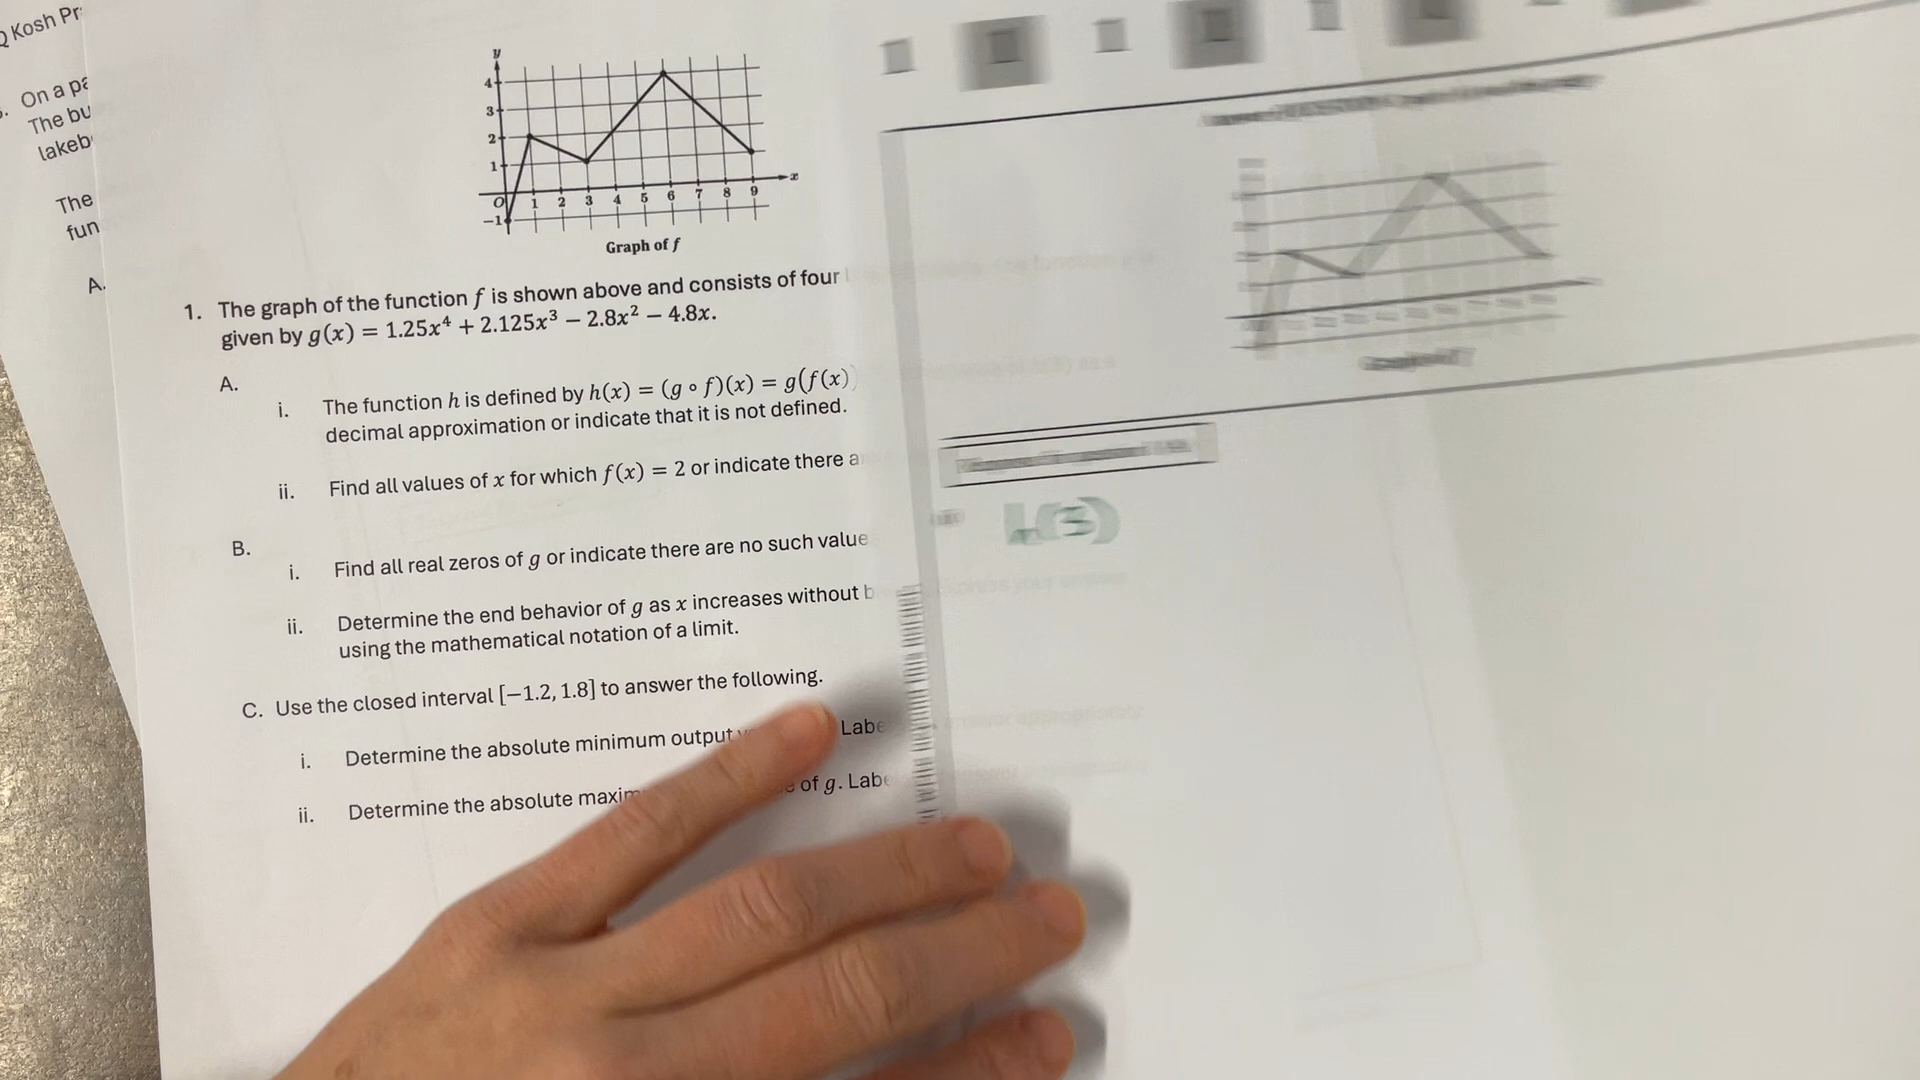 Q Kosh Pr
On a pa
The bu
lakeb
The
fun
A.
y
4
3
2
1
O 1 2 3 4 5 6 7 8 9 x
−1
Graph of f
1. The graph of the function f is shown above and consists of four
given by g(x) = 1.25x⁴ + 2.125x³ − 2.8x² − 4.8x.
A.
i. The function h is defined by h(x) = (g ∘ f)(x) = g(f(x)
decimal approximation or indicate that it is not defined.
ii. Find all values of x for which f(x) = 2 or indicate there a
B.
i. Find all real zeros of g or indicate there are no such value
ii. Determine the end behavior of g as x increases without b
using the mathematical notation of a limit.
C. Use the closed interval [−1.2, 1.8] to answer the following.
i. Determine the absolute minimum output Labe
ii. Determine the absolute maxim of g. Labe
h(3)